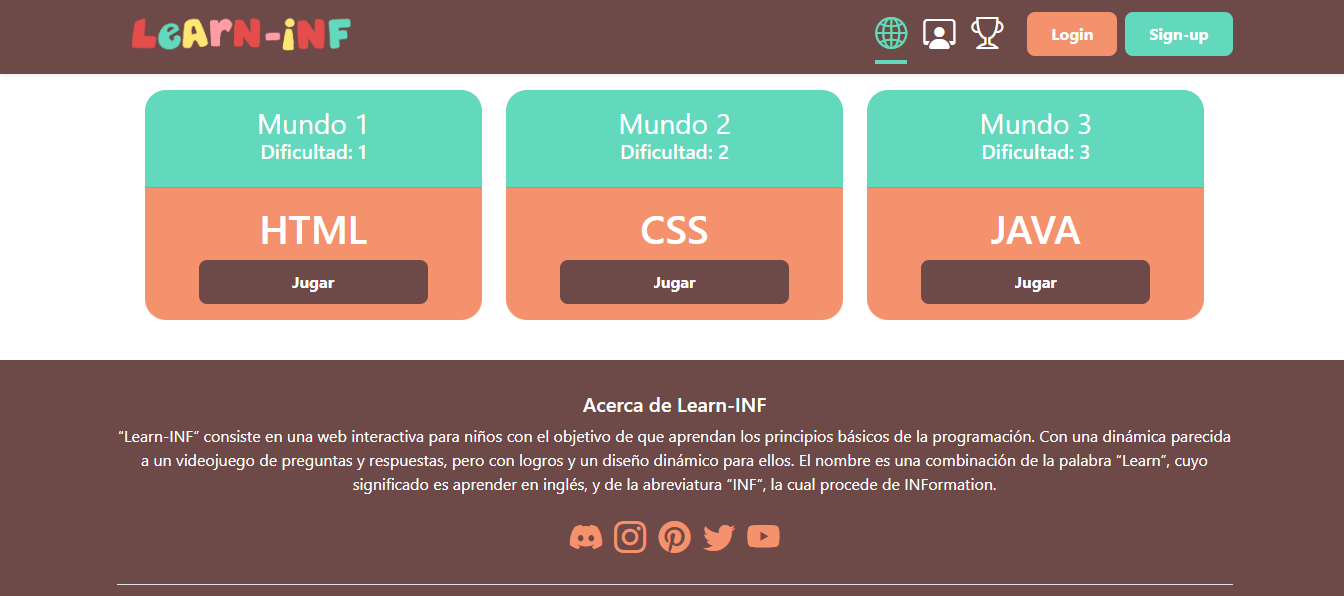 LeArN-iNF
Login
Sign-up
Mundo 1
Dificultad: 1
HTML
Jugar
Mundo 2
Dificultad: 2
CSS
Jugar
Mundo 3
Dificultad: 3
JAVA
Jugar
Acerca de Learn-INF
“Learn-INF” consiste en una web interactiva para niños con el objetivo de que aprendan los principios básicos de la programación. Con una dinámica parecida
a un videojuego de preguntas y respuestas, pero con logros y un diseño dinámico para ellos. El nombre es una combinación de la palabra “Learn”, cuyo
significado es aprender en inglés, y de la abreviatura “INF”, la cual procede de INFormation.